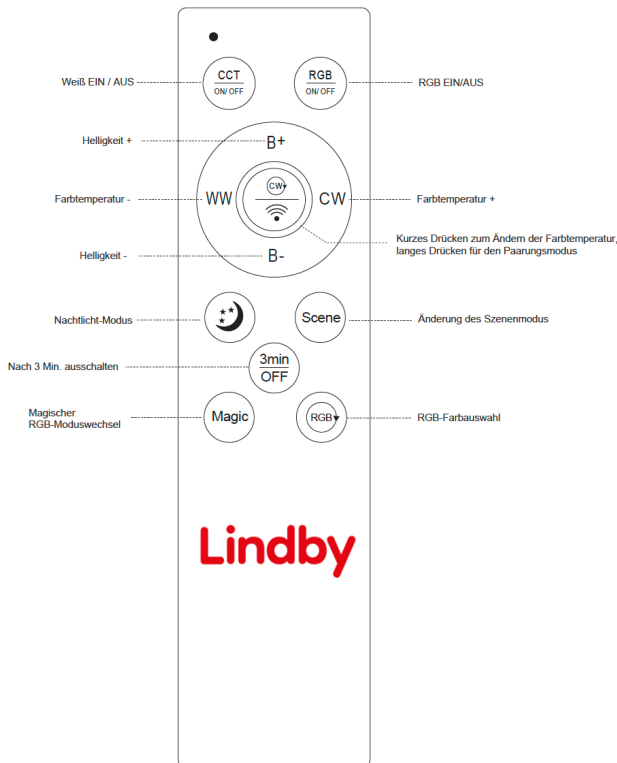 CCT
ON/ OFF
RGB
ON/ OFF
Weiß EIN / AUS
RGB EIN/AUS
Helligkeit +
B+
Farbtemperatur -
WW
CW
CW
Farbtemperatur +
Kurzes Drücken zum Ändern der Farbtemperatur,
langes Drücken für den Paarungsmodus
Helligkeit -
B-
Nachtlicht-Modus
Scene
Änderung des Szenenmodus
Nach 3 Min. ausschalten
3min
OFF
Magischer
RGB-Moduswechsel
Magic
RGB
RGB-Farbauswahl
Lindby